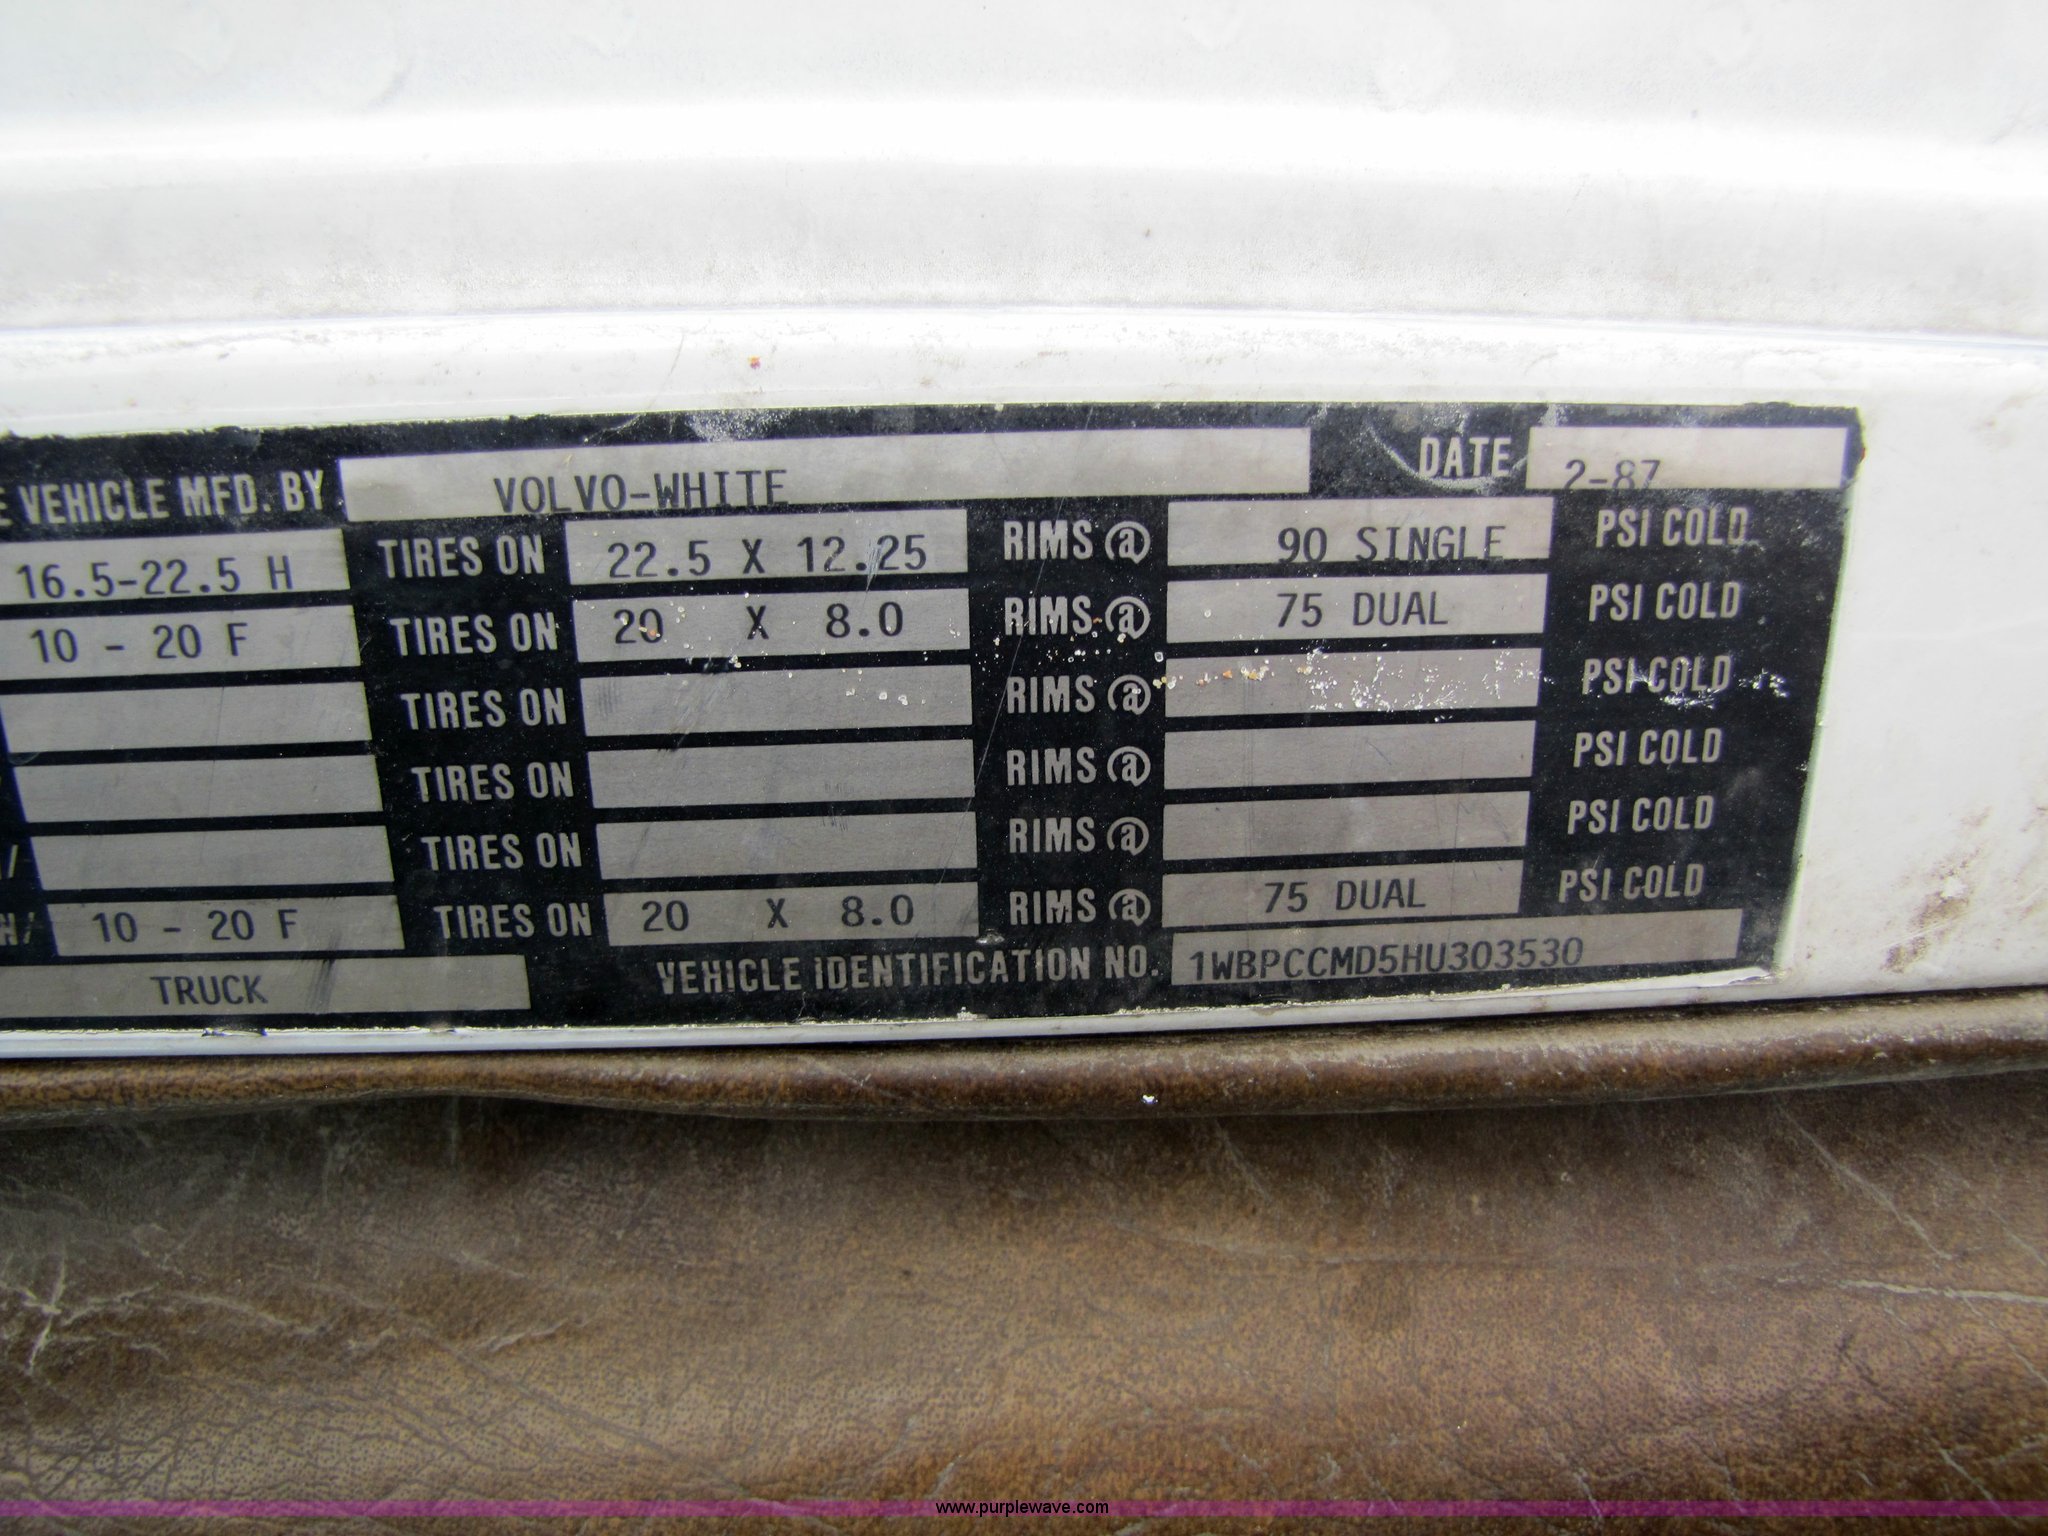 E VEHICLE MFD. BY VOLVO-WHITE DATE 2-87
16.5-22.5 H TIRES ON 22.5 X 12.25 RIMS @ 90 SINGLE PSI COLD
10 - 20 F TIRES ON 20 X 8.0 RIMS @ 75 DUAL PSI COLD
TIRES ON RIMS @ PSI COLD
TIRES ON RIMS @ PSI COLD
TIRES ON RIMS @ PSI COLD
10 - 20 F TIRES ON 20 X 8.0 RIMS @ 75 DUAL PSI COLD
TRUCK VEHICLE IDENTIFICATION NO. 1WBPCCMD5HU303530
www.purplewave.com